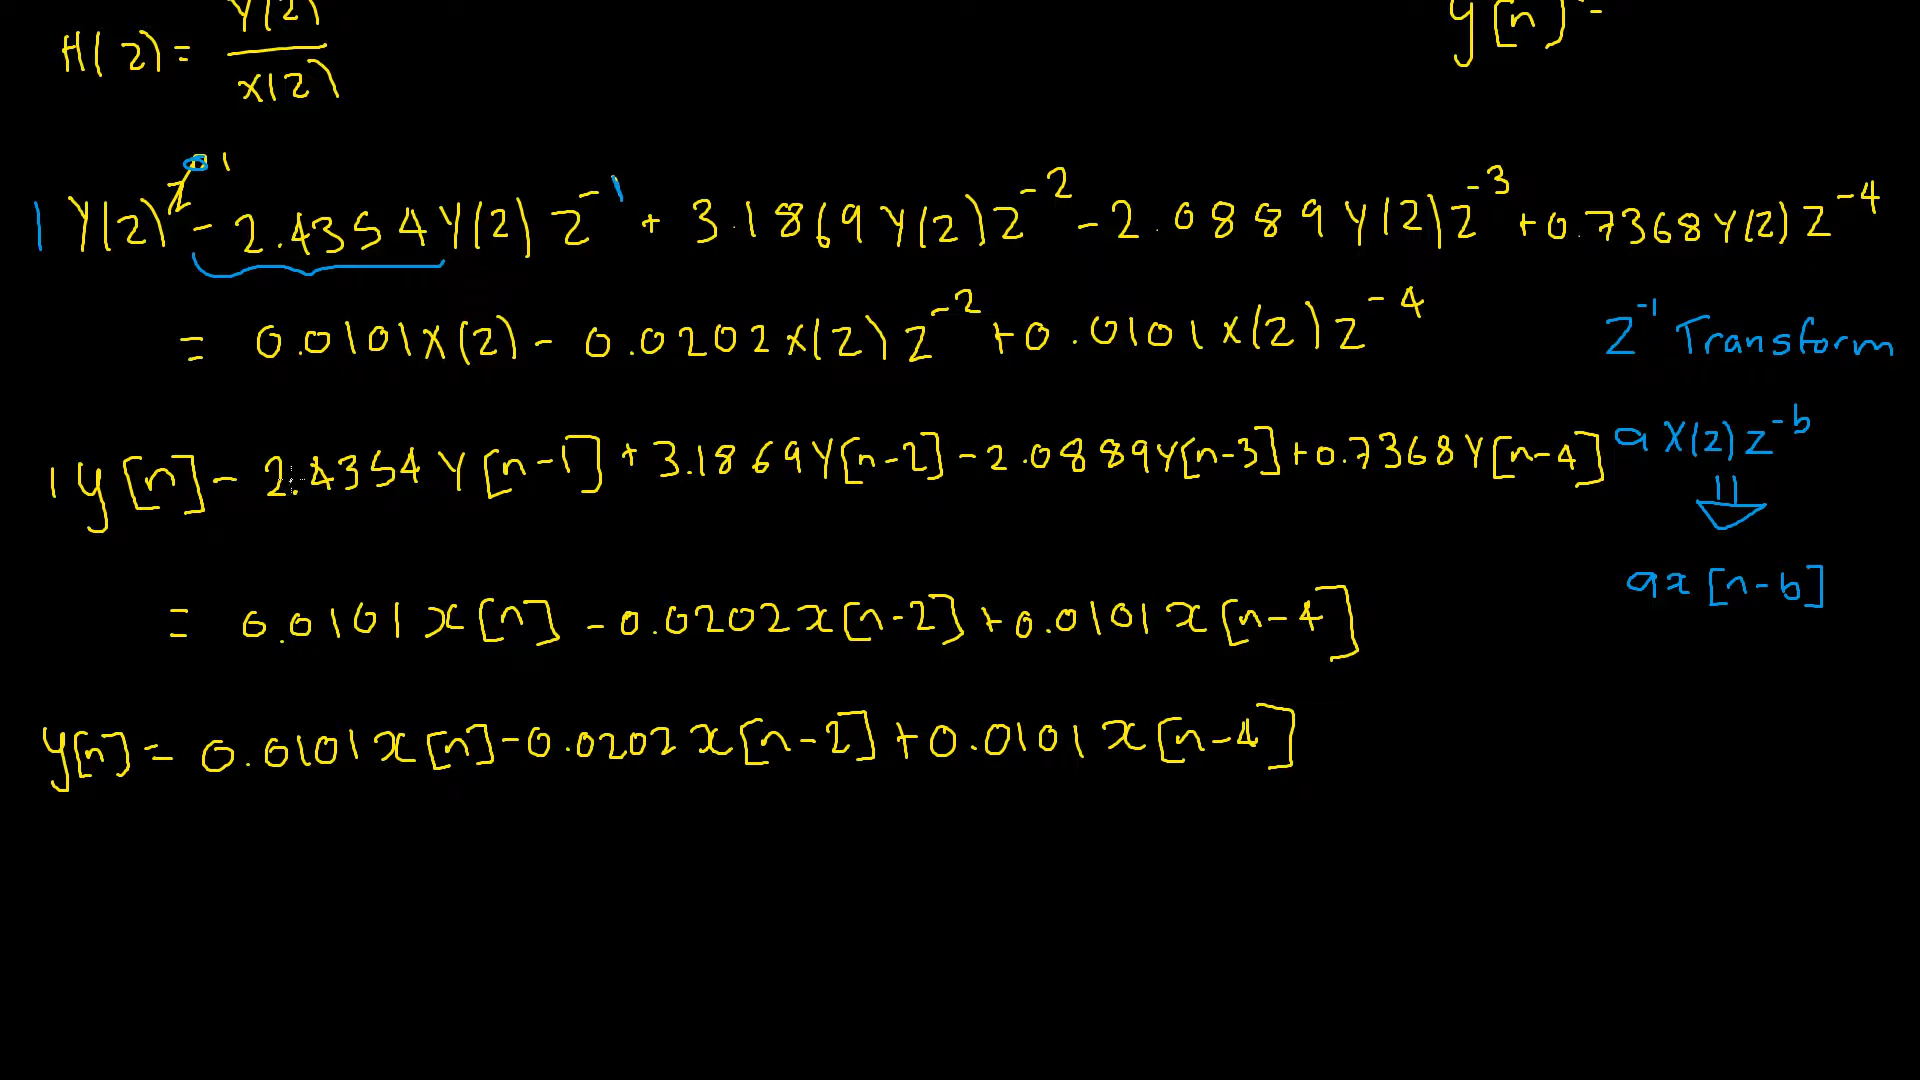 H(z) = Y(z) / X(z)
y[n] =
1 Y(z) z^0 1 - 2.4354 Y(z) z^-1 + 3.1869 Y(z) z^-2 - 2.0889 Y(z) z^-3 + 0.7368 Y(z) z^-4
= 0.0101 X(z) - 0.0202 X(z) z^-2 + 0.0101 X(z) z^-4
z^-1 Transform
1 y[n] - 2.4354 Y[n-1] + 3.1869 Y[n-2] - 2.0889 Y[n-3] + 0.7368 Y[n-4]
a X(z) z^-b
⇓
a x[n-b]
= 0.0101 x[n] - 0.0202 x[n-2] + 0.0101 x[n-4]
y[n] = 0.0101 x[n] - 0.0202 x[n-2] + 0.0101 x[n-4]